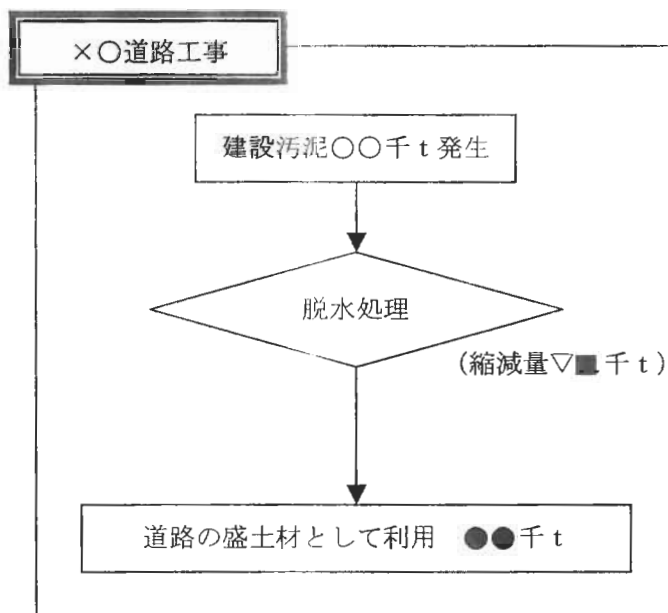 ×○道路工事
建設汚泥○○千ｔ発生
脱水処理
(縮減量▽■千ｔ)
道路の盛土材として利用　●●千ｔ